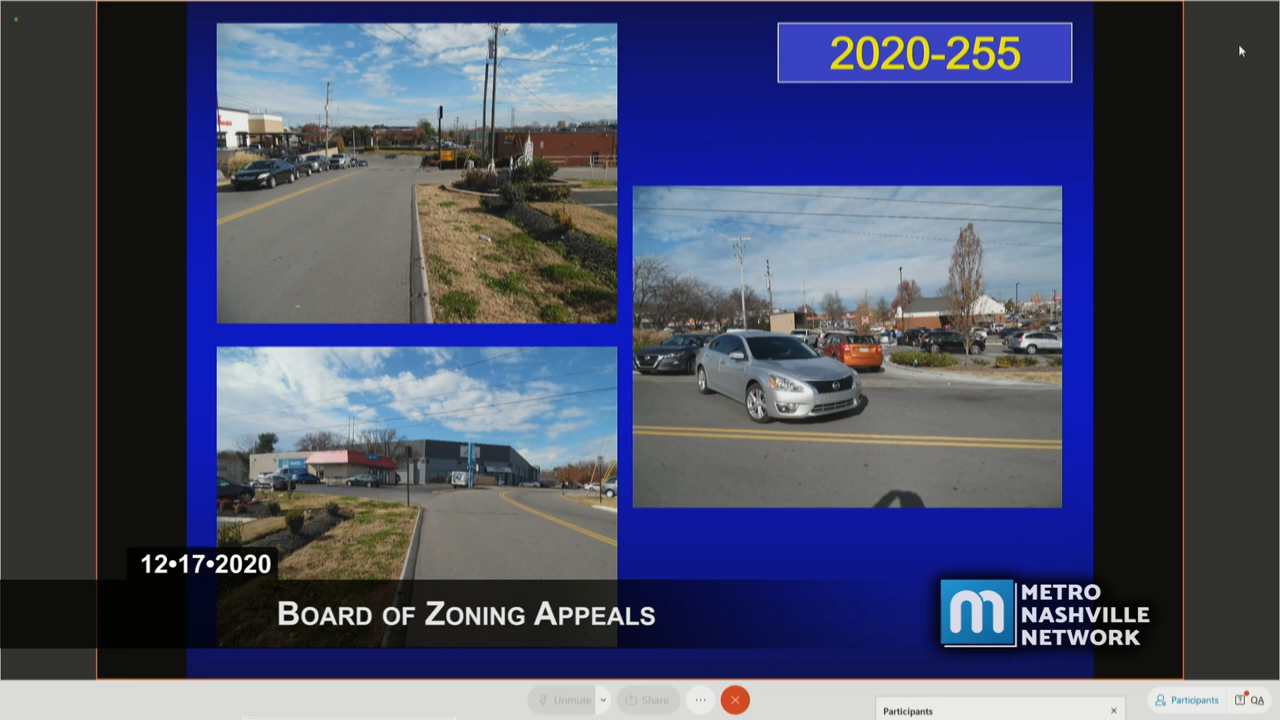 2020-255
12•17•2020
BOARD OF ZONING APPEALS
METRO
NASHVILLE
NETWORK
Unmute
Share
Participants
QA
Participants